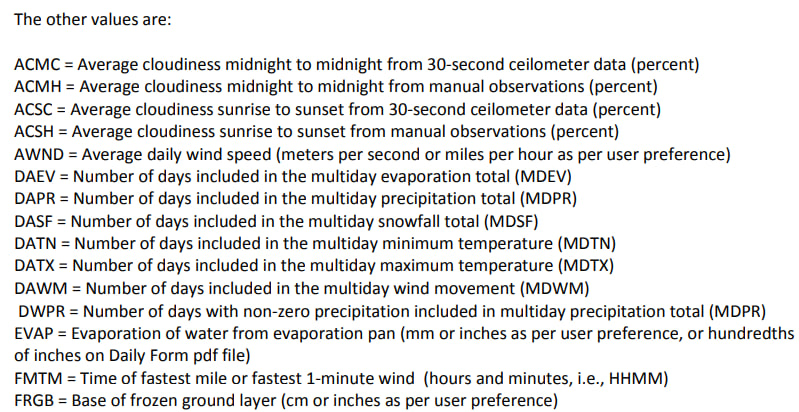 The other values are:
ACMC = Average cloudiness midnight to midnight from 30-second ceilometer data (percent)
ACMH = Average cloudiness midnight to midnight from manual observations (percent)
ACSC = Average cloudiness sunrise to sunset from 30-second ceilometer data (percent)
ACSH = Average cloudiness sunrise to sunset from manual observations (percent)
AWND = Average daily wind speed (meters per second or miles per hour as per user preference)
DAEV = Number of days included in the multiday evaporation total (MDEV)
DAPR = Number of days included in the multiday precipitation total (MDPR)
DASF = Number of days included in the multiday snowfall total (MDSF)
DATN = Number of days included in the multiday minimum temperature (MDTN)
DATX = Number of days included in the multiday maximum temperature (MDTX)
DAWM = Number of days included in the multiday wind movement (MDWM)
DWPR = Number of days with non-zero precipitation included in multiday precipitation total (MDPR)
EVAP = Evaporation of water from evaporation pan (mm or inches as per user preference, or hundredths
of inches on Daily Form pdf file)
FMTM = Time of fastest mile or fastest 1-minute wind  (hours and minutes, i.e., HHMM)
FRGB = Base of frozen ground layer (cm or inches as per user preference)